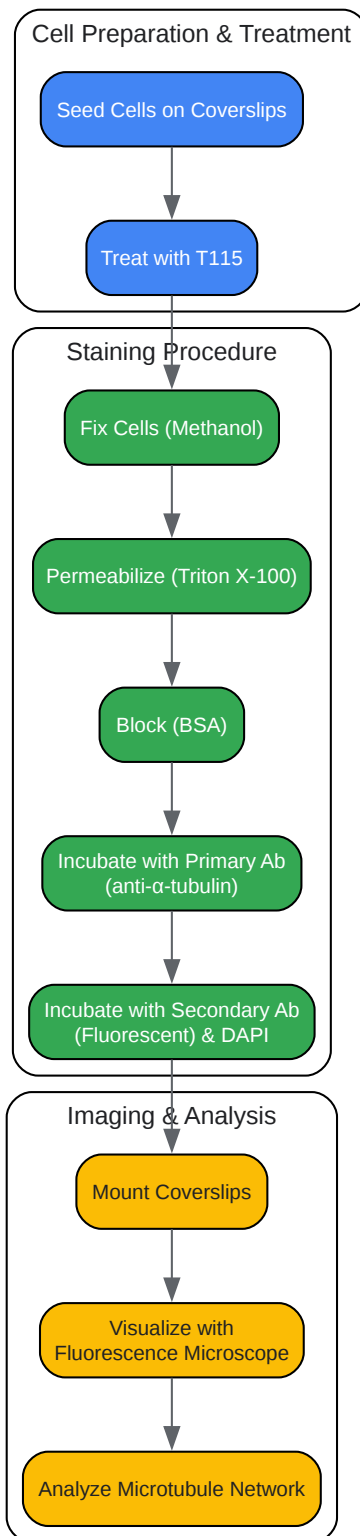 Cell Preparation & Treatment
Seed Cells on Coverslips
Treat with T115
Staining Procedure
Fix Cells (Methanol)
Permeabilize (Triton X-100)
Block (BSA)
Incubate with Primary Ab
(anti-α-tubulin)
Incubate with Secondary Ab
(Fluorescent) & DAPI
Imaging & Analysis
Mount Coverslips
Visualize with
Fluorescence Microscope
Analyze Microtubule Network